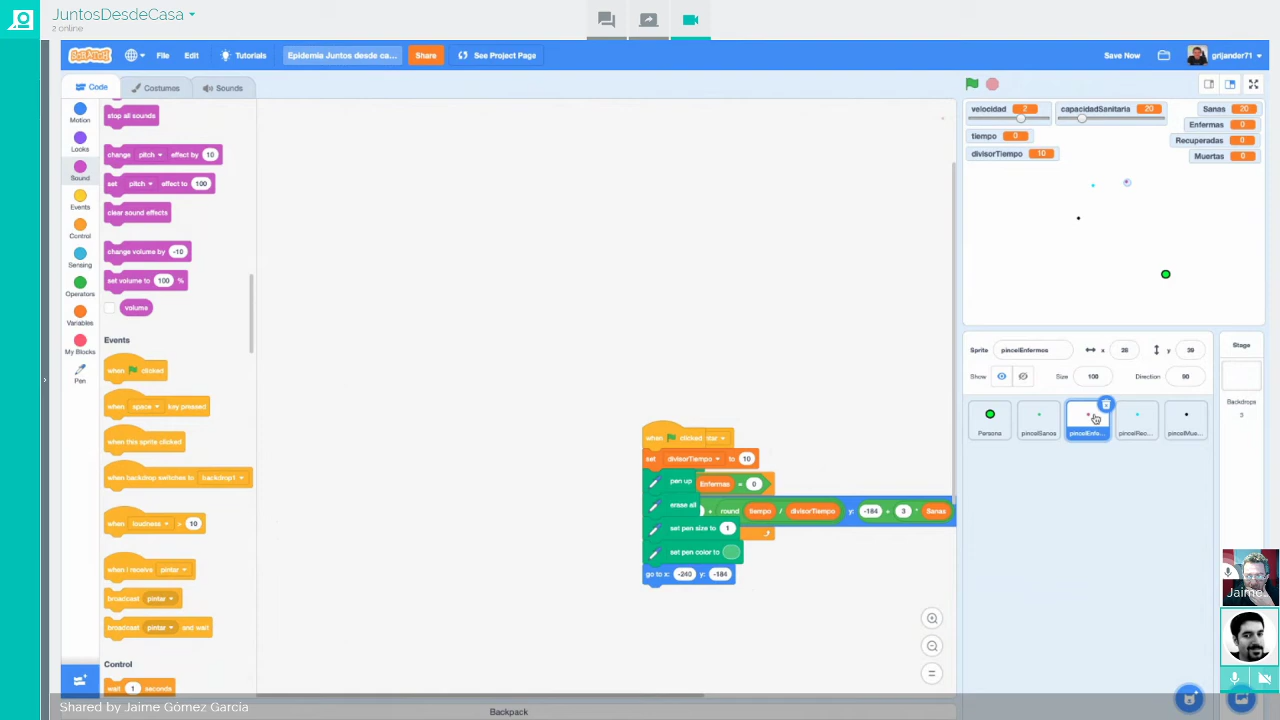 JuntosDesdeCasa
2 online
SCRATCH
File Edit Tutorials Epidemia Juntos desde ca... Share See Project Page Save Now grijander71
Code Costumes Sounds
Motion
Looks
Sound
Events
Control
Sensing
Operators
Variables
My Blocks
Pen
stop all sounds
change pitch effect by 10
set pitch effect to 100
clear sound effects
change volume by -10
set volume to 100 %
volume
Events
when clicked
when space key pressed
when this sprite clicked
when backdrop switches to backdrop1
when loudness > 10
when I receive pintar
broadcast pintar
broadcast pintar and wait
Control
wait 1 seconds
when clicked tar
set divisorTiempo to 10
pen up Enfermas = 0
erase all + round tiempo / divisorTiempo y: -184 + 3 * Sanas
set pen size to 1
set pen color to
go to x: -240 y: -184
Backpack
velocidad 2
capacidadSanitaria 20
tiempo 0
divisorTiempo 10
Sanas 20
Enfermas 0
Recuperadas 0
Muertas 0
Sprite pincelEnfermos x 28 y 39
Show Size 100 Direction 90
Persona pincelSanos pincelEnfe... pincelRec... pincelMue...
Stage
Backdrops
3
Jaime...
Shared by Jaime Gómez García